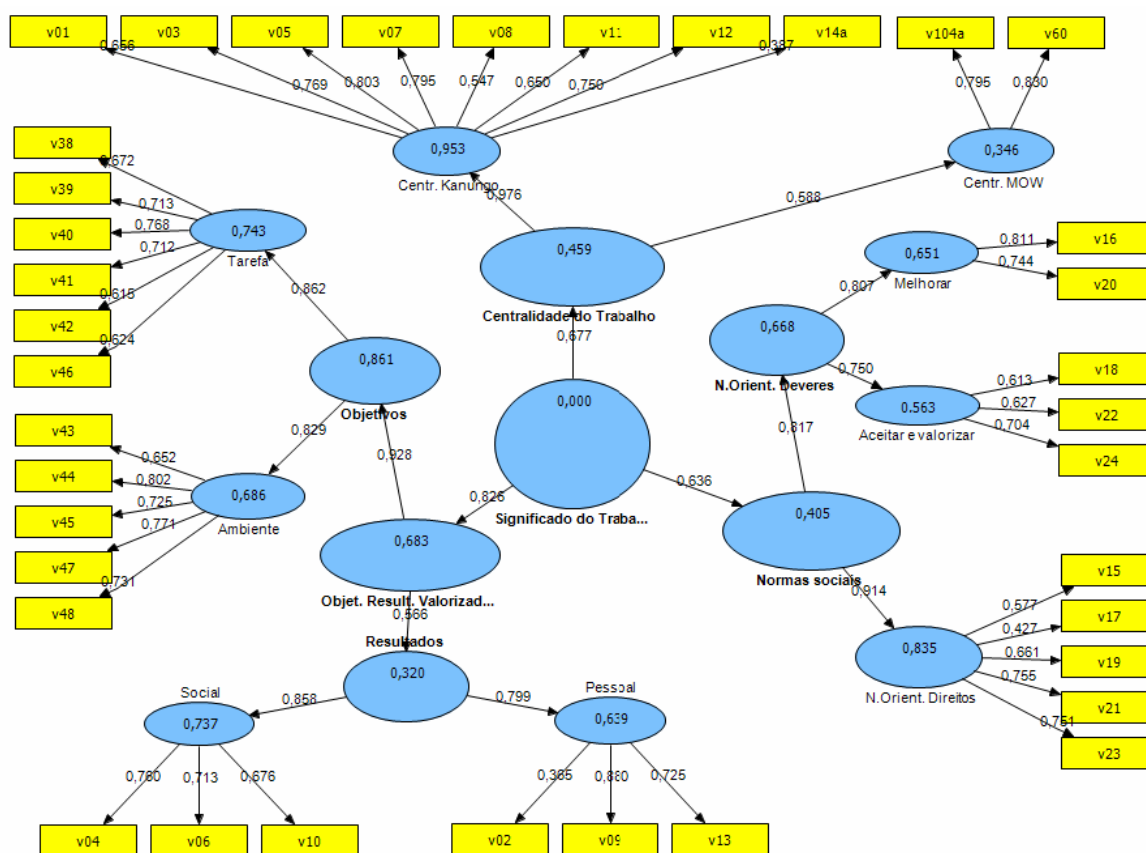 v01
v03
v05
v07
v08
v11
v12
v14a
v104a
v60
0,656
0,769
0,803
0,795
0,547
0,650
0,750
0,387
0,795
0,830
0,953
Centr. Kanungo
0,346
Centr. MOW
v38
v39
v40
v41
v42
v46
0,672
0,713
0,768
0,712
0,615
0,624
0,743
Tarefa
0,976
0,588
0,459
Centralidade do Trabalho
0,677
0,651
Melhorar
0,811
0,744
v16
v20
0,862
0,807
0,668
N.Orient. Deveres
0,750
0.563
Aceitar e valorizar
0,613
0,627
0,704
v18
v22
v24
0,861
Objetivos
0,000
Significado do Traba...
0,817
0,829
0,928
0,636
v43
v44
v45
v47
v48
0,652
0,802
0,725
0,771
0,731
0,686
Ambiente
0,683
Objet. Result. Valorizad...
0,405
Normas sociais
0,914
0,566
Resultados
0,320
0,835
N.Orient. Direitos
0,577
0,427
0,661
0,755
v15
v17
v19
v21
v23
Social
0,737
0,858
0,799
Pessoal
0,639
0,713
0,676
0,880
0,725
v04
v06
v10
v02
v09
v13